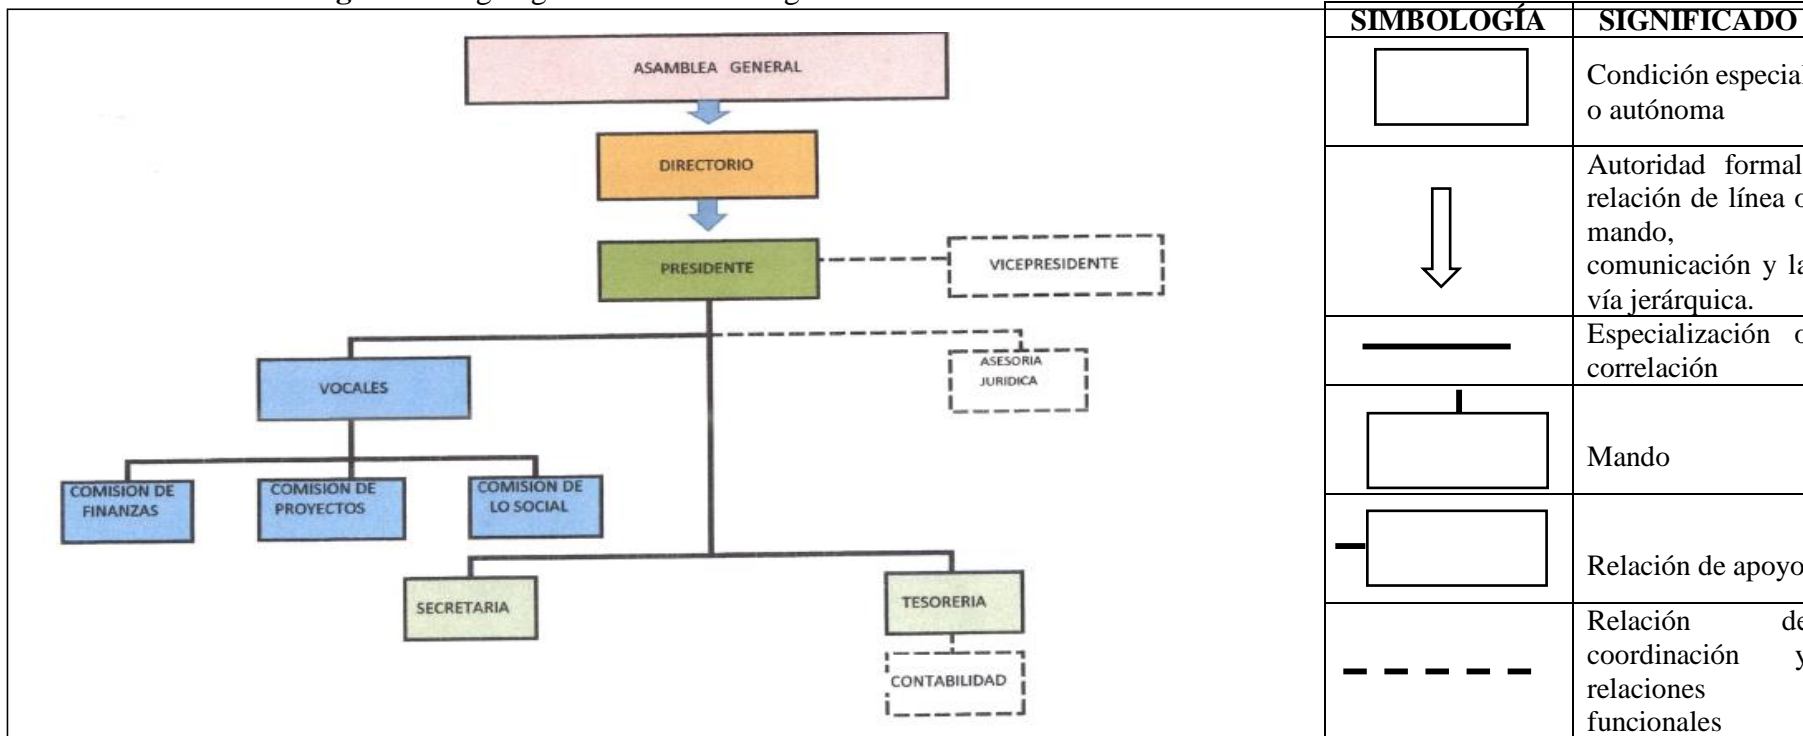 ASAMBLEA GENERAL
DIRECTORIO
PRESIDENTE
VICEPRESIDENTE
ASESORIA
JURIDICA
VOCALES
COMISION DE
FINANZAS
COMISION DE
PROYECTOS
COMISION DE
LO SOCIAL
SECRETARIA
TESORERIA
CONTABILIDAD
SIMBOLOGÍA SIGNIFICADO
Condición especial
o autónoma
Autoridad formal
relación de línea o
mando,
comunicación y la
vía jerárquica.
Especialización o
correlación
Mando
Relación de apoyo
Relación de
coordinación y
relaciones
funcionales